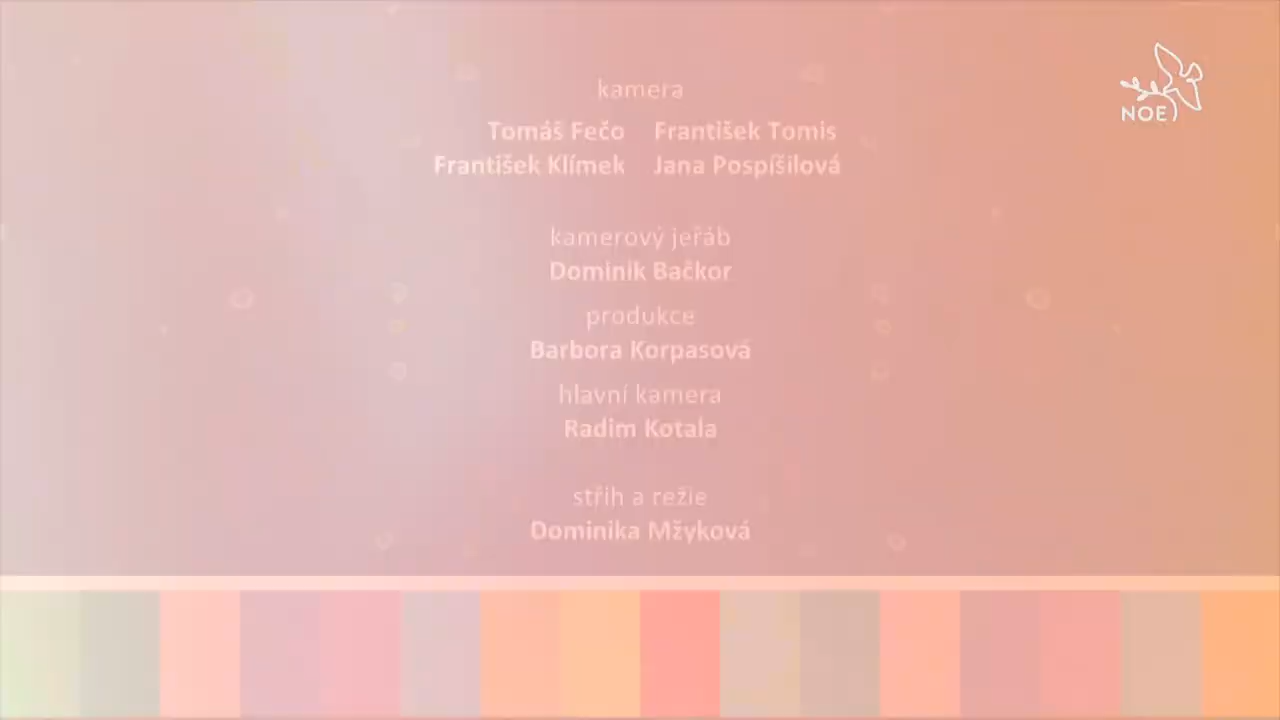 kamera
Tomáš Fečo František Tomis
František Klímek Jana Pospíšilová
kamerový jeřáb
Dominik Bačkor
produkce
Barbora Korpasová
hlavní kamera
Radim Kotala
střih a režie
Dominika Mžyková
NOE